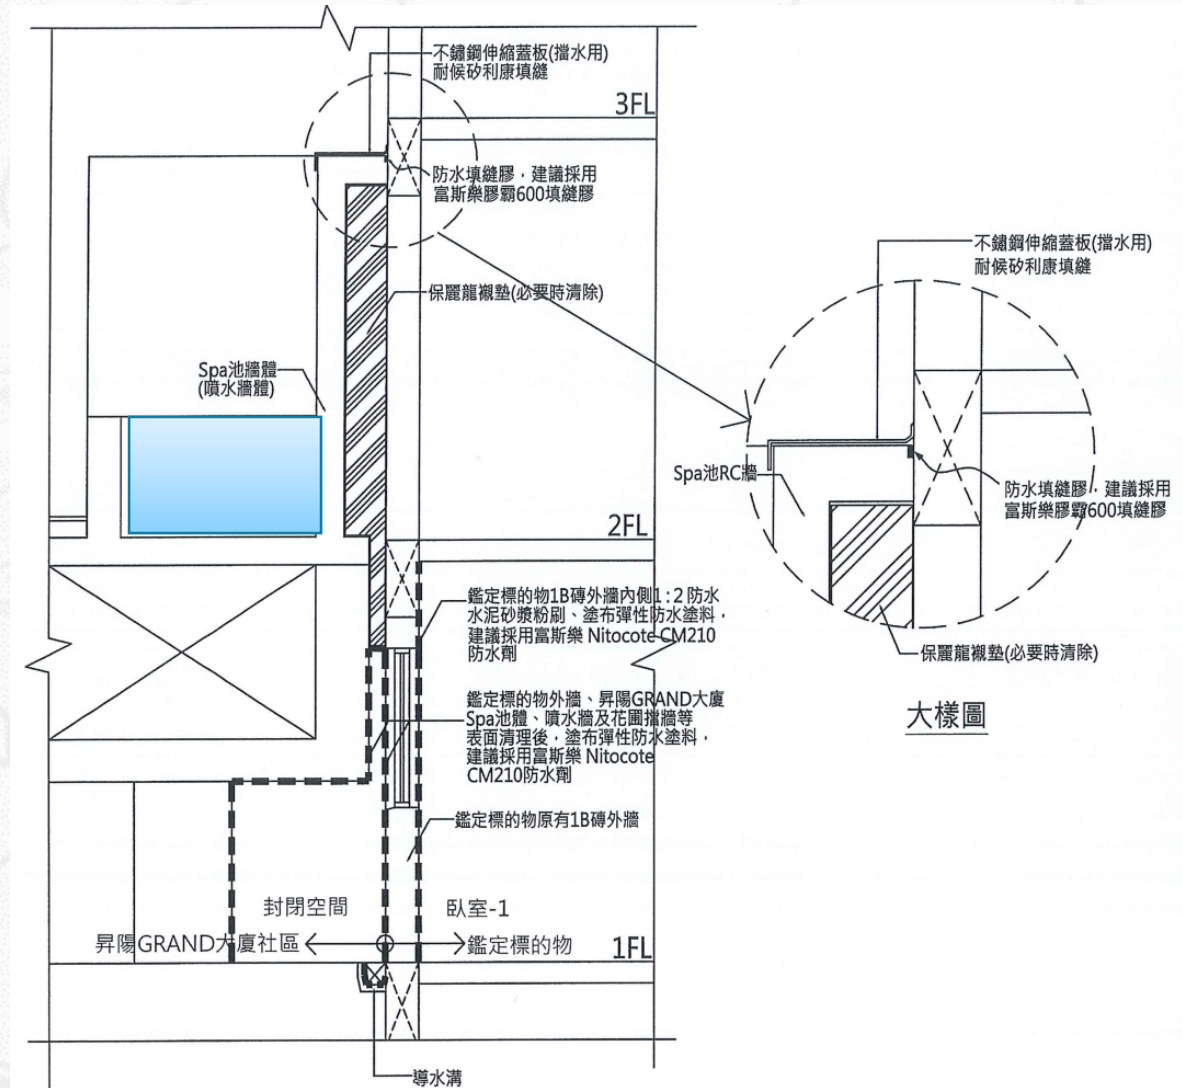 不鏽鋼伸縮蓋板(擋水用)
耐候矽利康填縫
3FL
防水填縫膠，建議採用
富斯樂膠霸600填縫膠
保麗龍襯墊(必要時清除)
Spa池牆體
(噴水牆體)
2FL
鑑定標的物1B磚外牆內側1:2防水
水泥砂漿粉刷、塗布彈性防水塗料，
建議採用富斯樂 Nitocote CM210
防水劑
鑑定標的物外牆、昇陽GRAND大廈
Spa池體、噴水牆及花圃擋牆等
表面清理後，塗布彈性防水塗料，
建議採用富斯樂 Nitocote
CM210防水劑
鑑定標的物原有1B磚外牆
封閉空間
臥室-1
昇陽GRAND大廈社區
鑑定標的物
1FL
導水溝
不鏽鋼伸縮蓋板(擋水用)
耐候矽利康填縫
Spa池RC牆
防水填縫膠，建議採用
富斯樂膠霸600填縫膠
保麗龍襯墊(必要時清除)
大樣圖